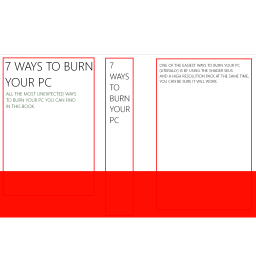 7 WAYS TO BURN
YOUR PC
ALL THE MOST UNEXPECTED WAYS
TO BURN YOUR PC YOU CAN FIND
IN THIS BOOK.
7
WAYS
TO
BURN
YOUR
PC
ONE OF THE EASIEST WAYS TO BURN YOUR PC
(LITERALLY) IS BY USING THE SHADER SEUS
AND A HIGH RESOLUTION PACK AT THE SAME TIME,
YOU CAN BE SURE IT WILL WORK.